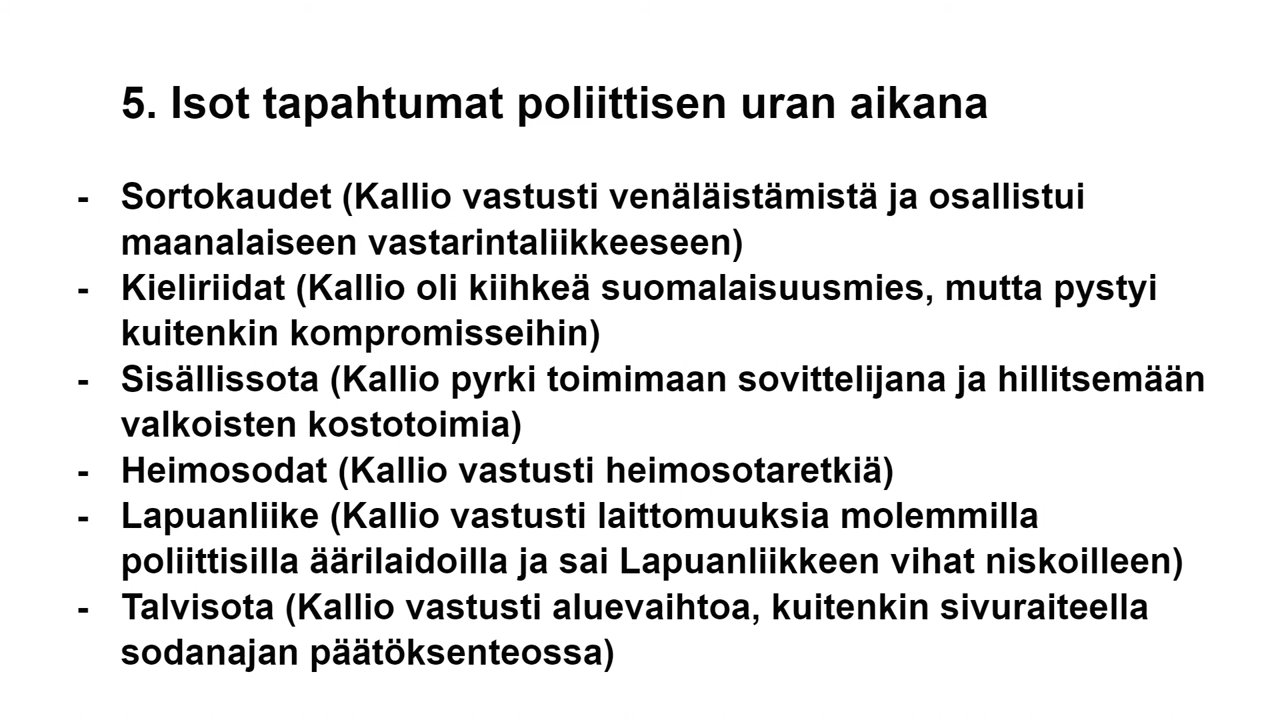 5. Isot tapahtumat poliittisen uran aikana
- Sortokaudet (Kallio vastusti venäläistämistä ja osallistui
maanalaiseen vastarintaliikkeeseen)
- Kieliriidat (Kallio oli kiihkeä suomalaisuusmies, mutta pystyi
kuitenkin kompromisseihin)
- Sisällissota (Kallio pyrki toimimaan sovittelijana ja hillitsemään
valkoisten kostotoimia)
- Heimosodat (Kallio vastusti heimosotaretkiä)
- Lapuanliike (Kallio vastusti laittomuuksia molemmilla
poliittisilla äärilaidoilla ja sai Lapuanliikkeen vihat niskoilleen)
- Talvisota (Kallio vastusti aluevaihtoa, kuitenkin sivuraiteella
sodanajan päätöksenteossa)